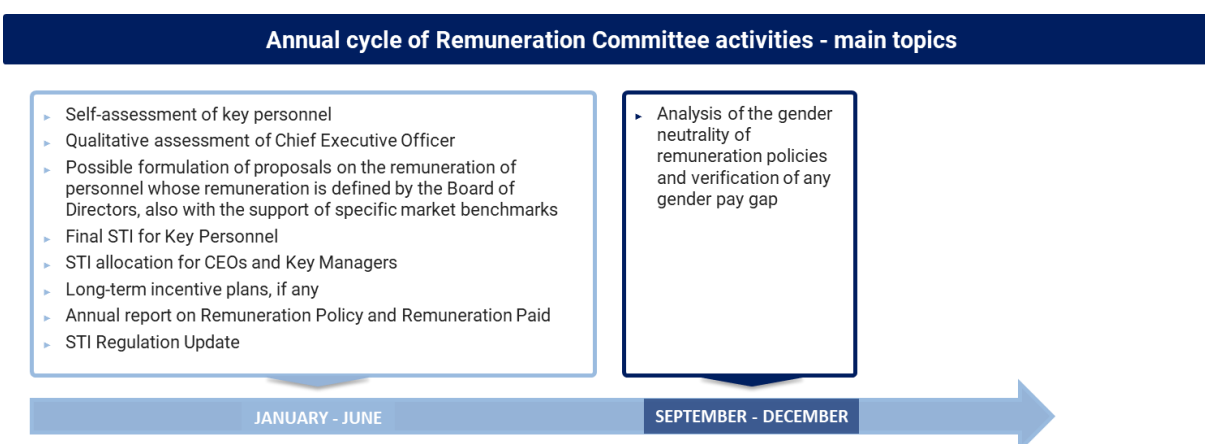 Annual cycle of Remuneration Committee activities - main topics
Self-assessment of key personnel
Qualitative assessment of Chief Executive Officer
Possible formulation of proposals on the remuneration of
personnel whose remuneration is defined by the Board of
Directors, also with the support of specific market benchmarks
Final STI for Key Personnel
STI allocation for CEOs and Key Managers
Long-term incentive plans, if any
Annual report on Remuneration Policy and Remuneration Paid
STI Regulation Update
Analysis of the gender
neutrality of
remuneration policies
and verification of any
gender pay gap
JANUARY - JUNE
SEPTEMBER - DECEMBER